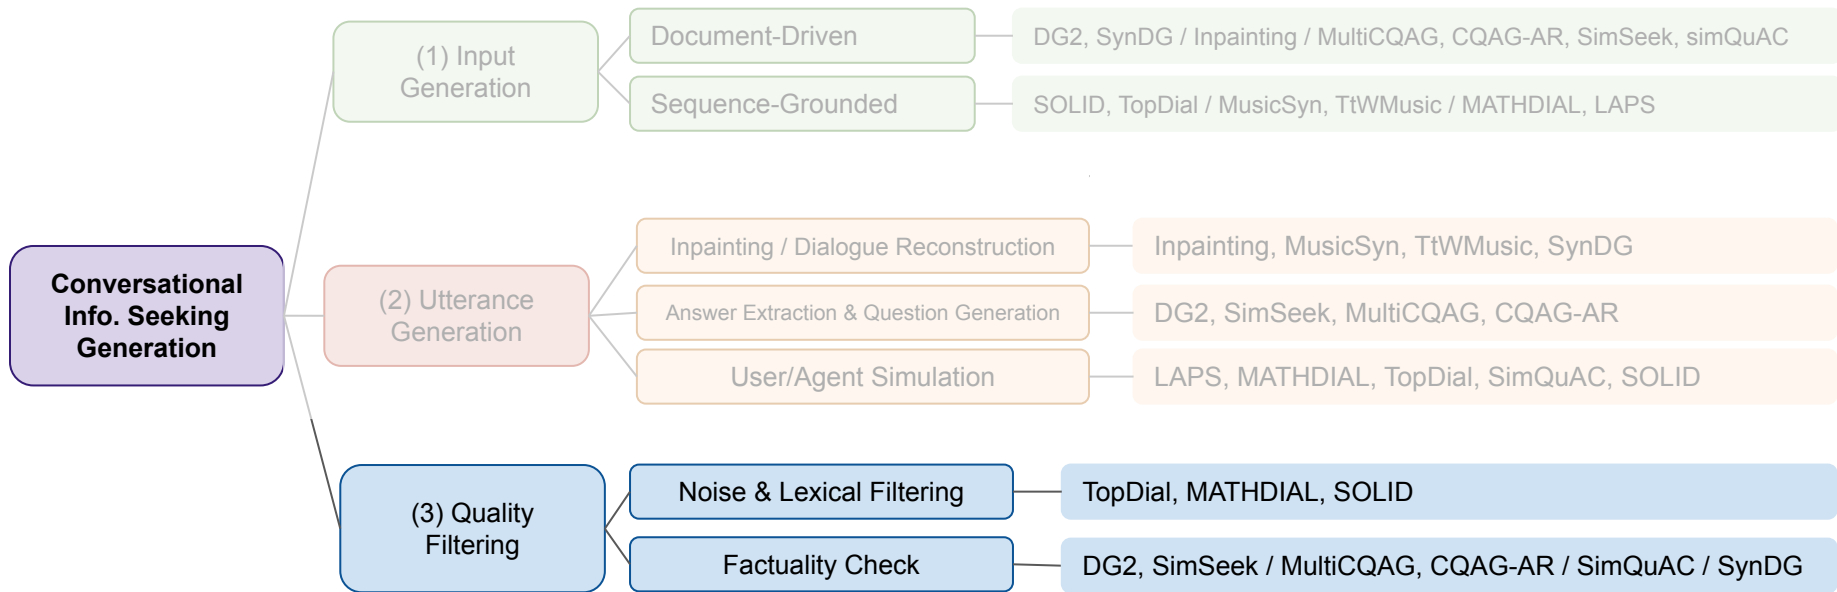 Conversational
Info. Seeking
Generation
(1) Input
Generation
Document-Driven
DG2, SynDG / Inpainting / MultiCQAG, CQAG-AR, SimSeek, simQuAC
Sequence-Grounded
SOLID, TopDial / MusicSyn, TtWMusic / MATHDIAL, LAPS
(2) Utterance
Generation
Inpainting / Dialogue Reconstruction
Inpainting, MusicSyn, TtWMusic, SynDG
Answer Extraction & Question Generation
DG2, SimSeek, MultiCQAG, CQAG-AR
User/Agent Simulation
LAPS, MATHDIAL, TopDial, SimQuAC, SOLID
(3) Quality
Filtering
Noise & Lexical Filtering
TopDial, MATHDIAL, SOLID
Factuality Check
DG2, SimSeek / MultiCQAG, CQAG-AR / SimQuAC / SynDG